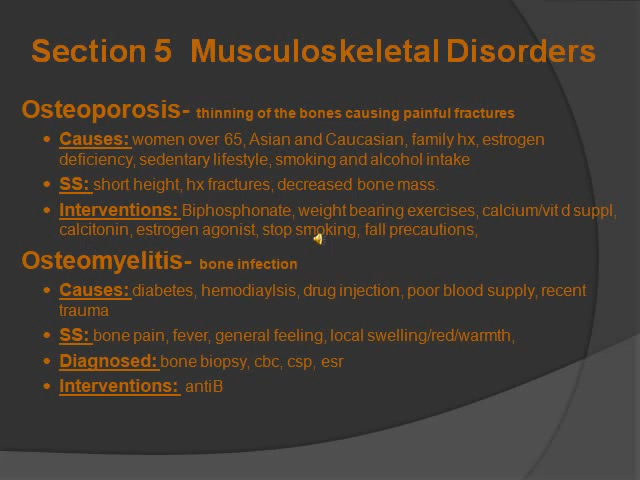 Section 5 Musculoskeletal Disorders
Osteoporosis- thinning of the bones causing painful fractures
• Causes: women over 65, Asian and Caucasian, family hx, estrogen
deficiency, sedentary lifestyle, smoking and alcohol intake
• SS: short height, hx fractures, decreased bone mass.
• Interventions: Biphosphonate, weight bearing exercises, calcium/vit d suppl,
calcitonin, estrogen agonist, stop smoking, fall precautions,
Osteomyelitis- bone infection
• Causes: diabetes, hemodiaylsis, drug injection, poor blood supply, recent
trauma
• SS: bone pain, fever, general feeling, local swelling/red/warmth,
• Diagnosed: bone biopsy, cbc, csp, esr
• Interventions: antiB